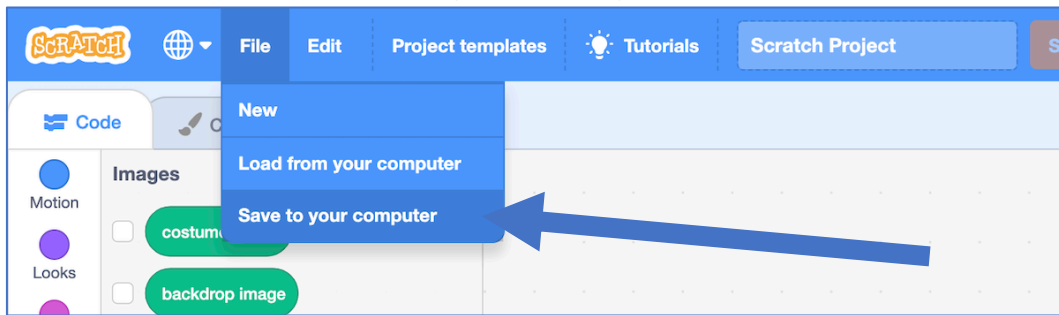 SCRATCH
File
Edit
Project templates
Tutorials
Scratch Project
S
Code
C
New
Load from your computer
Save to your computer
Images
Motion
Looks
backdrop image